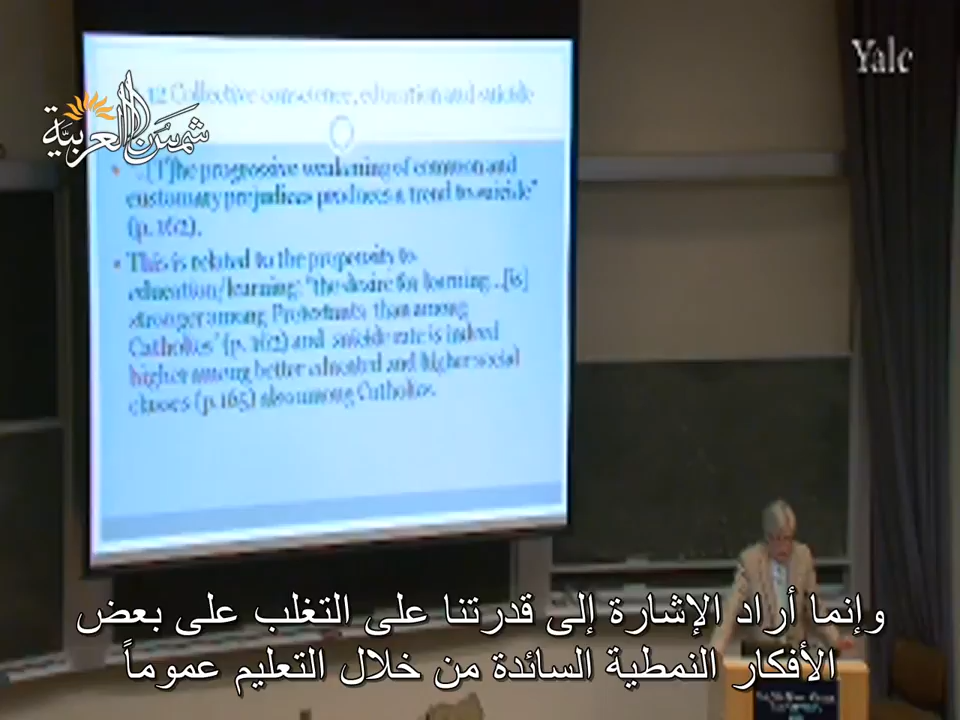 Yale
شمس العربية
12 Collective conscience, education and suicide
"...[T]he progressive weakening of common and
customary prejudices produces a trend to suicide"
(p. 162).
This is related to the propensity to
education/learning: "the desire for learning...[is]
stronger among Protestants than among
Catholics" (p. 162) and suicide rate is indeed
higher among better educated and higher social
classes (p. 165) also among Catholics.
وإنما أراد الإشارة إلى قدرتنا على التغلب على بعض
الأفكار النمطية السائدة من خلال التعليم عموماً